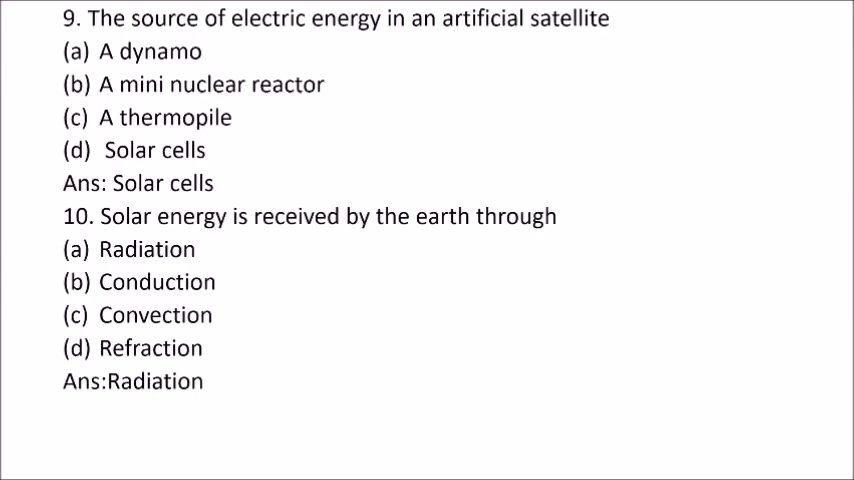 9. The source of electric energy in an artificial satellite
(a) A dynamo
(b) A mini nuclear reactor
(c) A thermopile
(d) Solar cells
Ans: Solar cells
10. Solar energy is received by the earth through
(a) Radiation
(b) Conduction
(c) Convection
(d) Refraction
Ans:Radiation